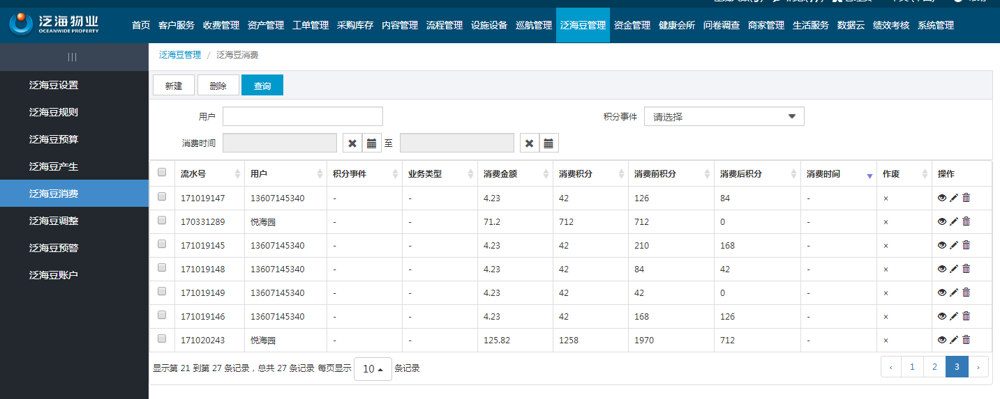 泛海物业
OCEANWIDE PROPERTY
首页 客户服务 收费管理 资产管理 工单管理 采购库存 内容管理 流程管理 设施设备 巡航管理 泛海豆管理 资金管理 健康会所 问卷调查 商家管理 生活服务 数据云 绩效考核 系统管理
泛海豆管理 / 泛海豆消费
泛海豆设置
泛海豆规则
泛海豆预算
泛海豆产生
泛海豆消费
泛海豆调整
泛海豆预警
泛海豆账户
新建 删除 查询
用户 积分事件 请选择
消费时间 至
流水号 用户 积分事件 业务类型 消费金额 消费积分 消费前积分 消费后积分 消费时间 作废 操作
171019147 13607145340 - - 4.23 42 126 84 - ×
170331289 悦海园 - - 71.2 712 712 0 - ×
171019145 13607145340 - - 4.23 42 210 168 - ×
171019148 13607145340 - - 4.23 42 84 42 - ×
171019149 13607145340 - - 4.23 42 42 0 - ×
171019146 13607145340 - - 4.23 42 168 126 - ×
171020243 悦海园 - - 125.82 1258 1970 712 - ×
显示第 21 到第 27 条记录，总共 27 条记录 每页显示 10 条记录
‹ 1 2 3 ›